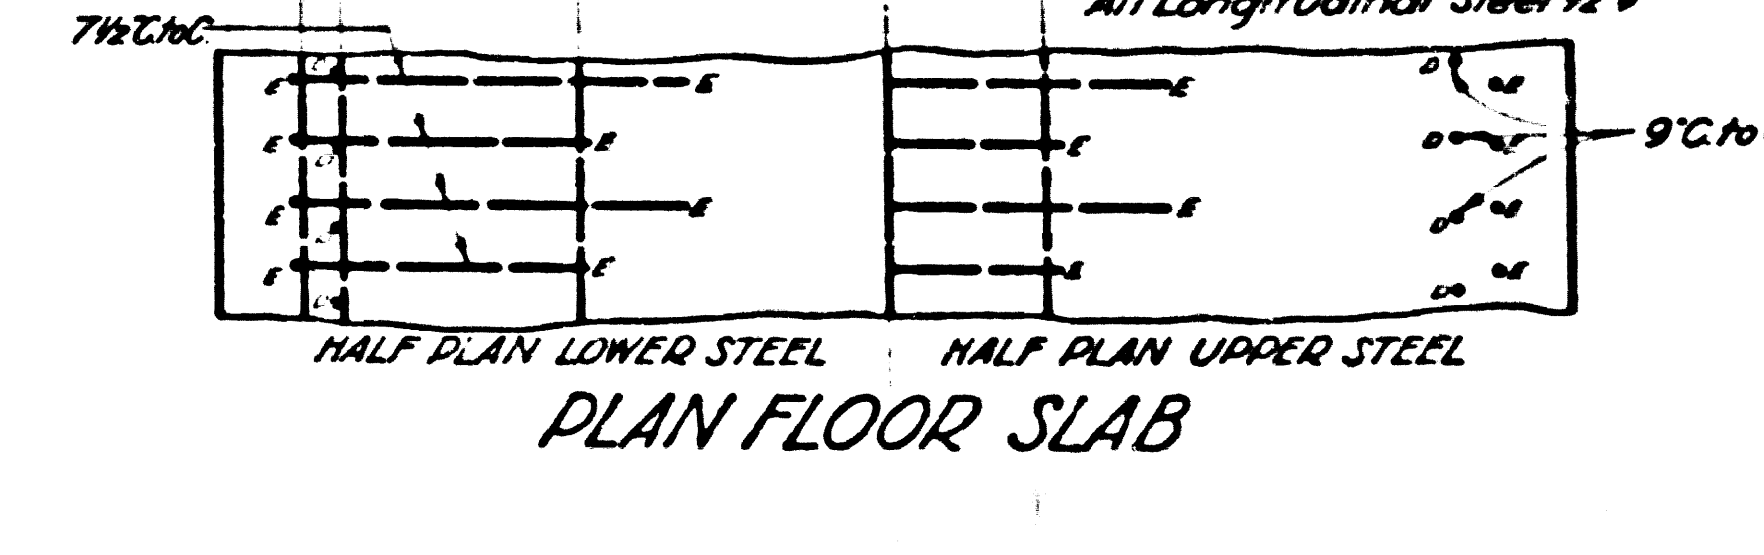 All Longitudinal Steel ½"φ
7½"C.toC.
D
E E E D E
E E E D E
D
9"C.to
E E E D E
D
E E E E
D D
HALF PLAN LOWER STEEL HALF PLAN UPPER STEEL
PLAN FLOOR SLAB